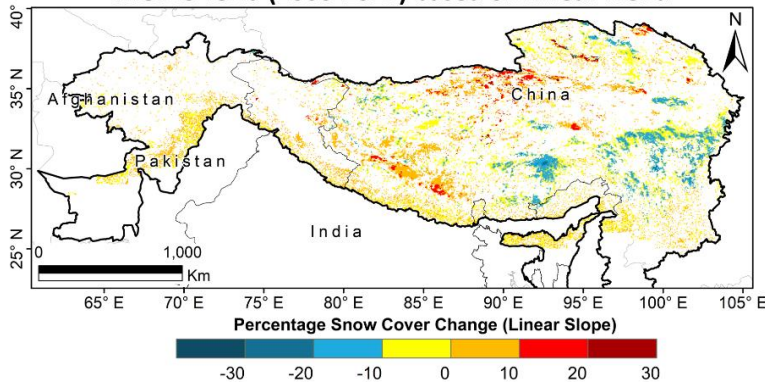 40°
N
35° N
Afghanistan
China
Pakistan
30° N
India
25° N
0 1,000
Km
65° E 70° E 75° E 80° E 85° E 90° E 95° E 100° E 105° E
Percentage Snow Cover Change (Linear Slope)
-30 -20 -10 0 10 20 30